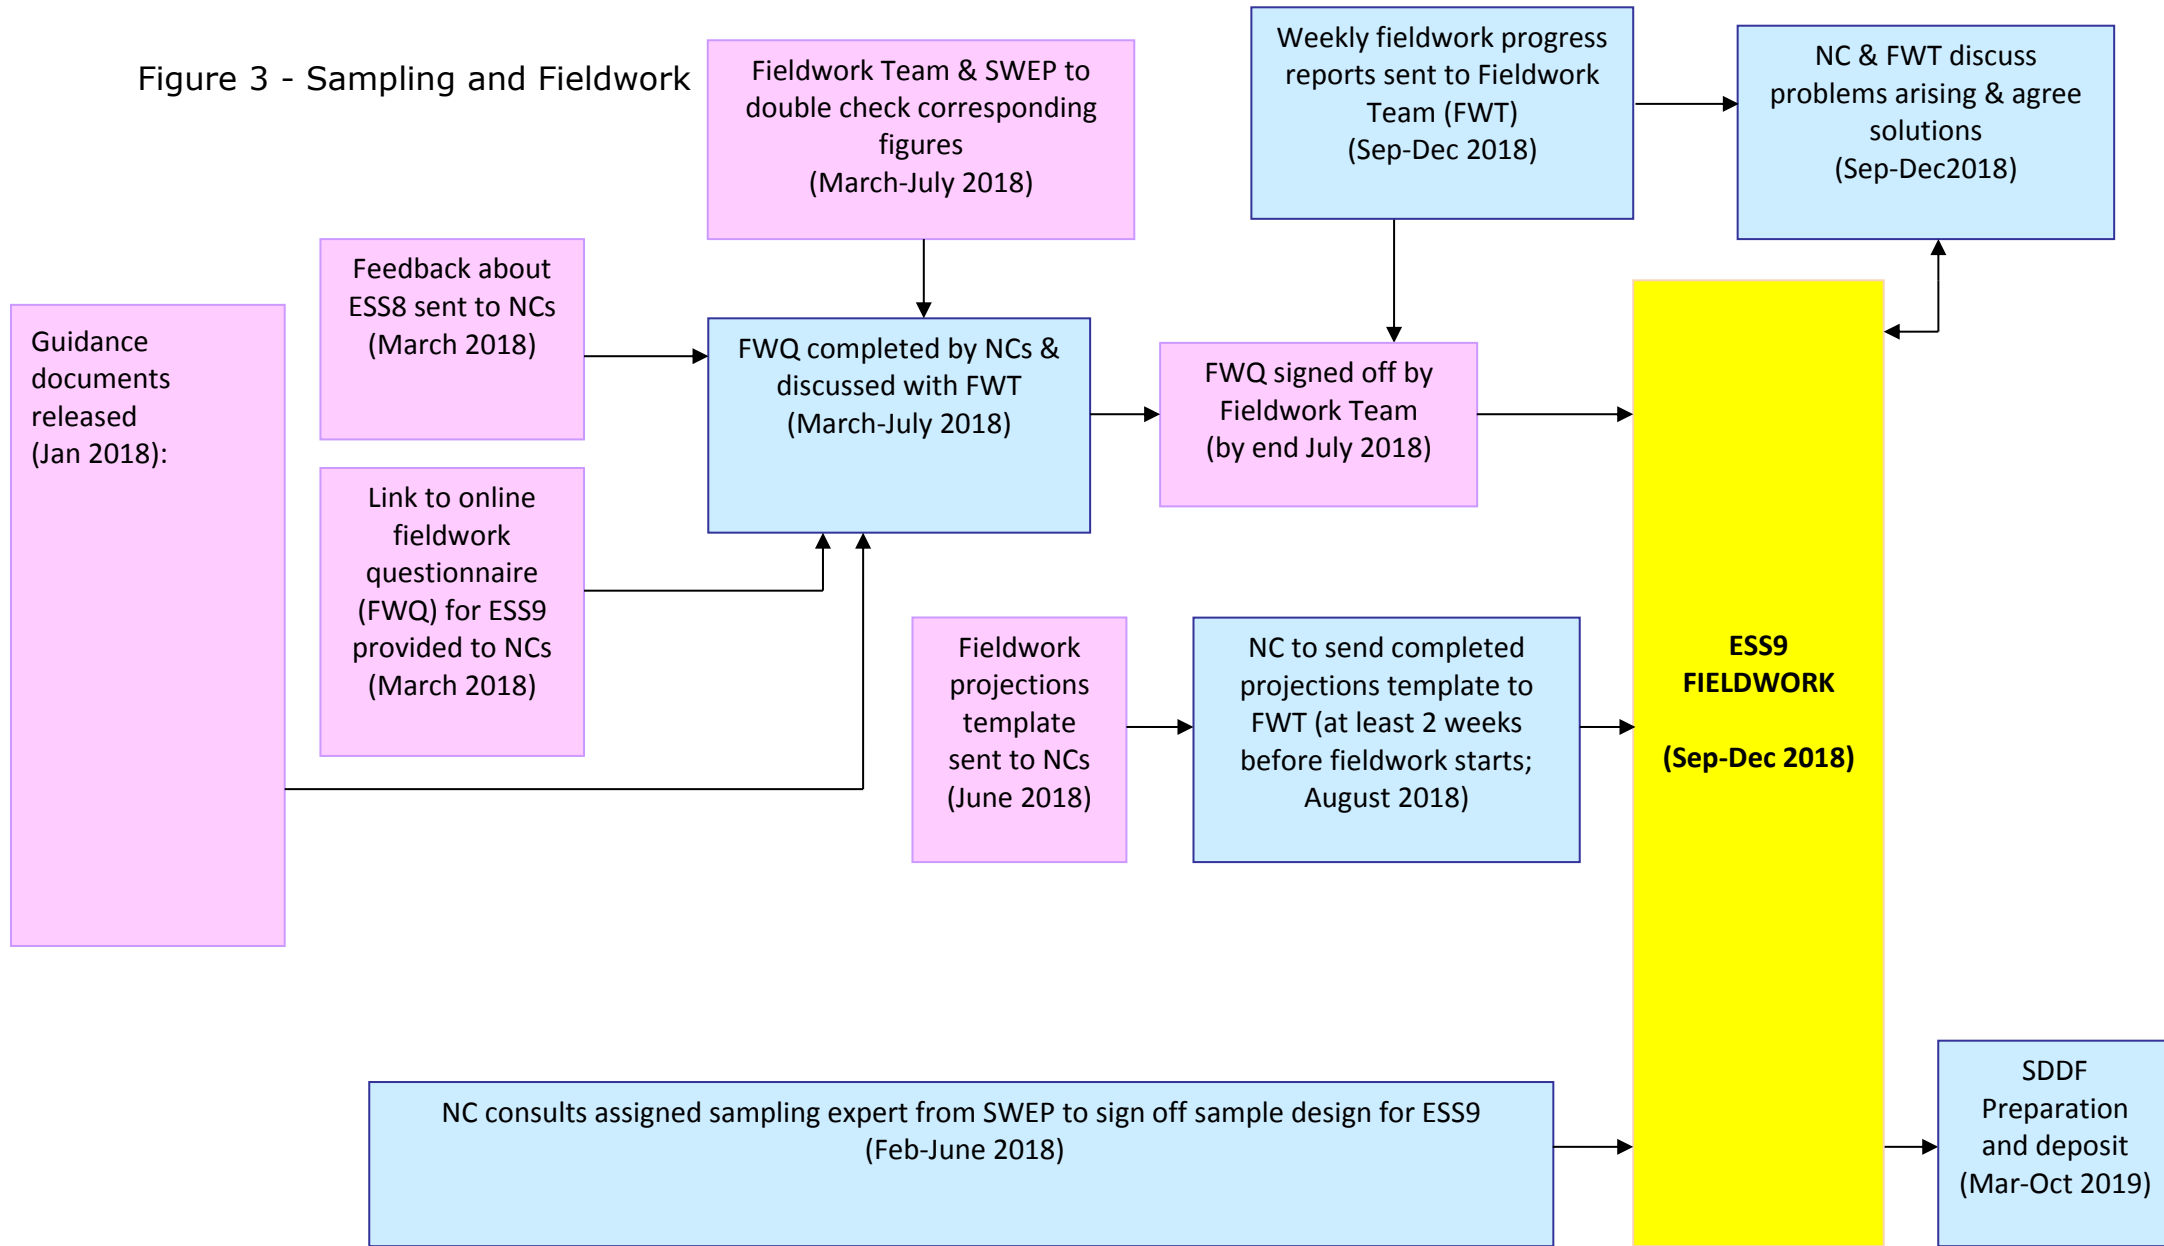 Figure 3 - Sampling and Fieldwork
Fieldwork Team & SWEP to
double check corresponding
figures
(March-July 2018)
Weekly fieldwork progress
reports sent to Fieldwork
Team (FWT)
(Sep-Dec 2018)
NC & FWT discuss
problems arising & agree
solutions
(Sep-Dec2018)
Guidance
documents
released
(Jan 2018):
Feedback about
ESS8 sent to NCs
(March 2018)
FWQ completed by NCs &
discussed with FWT
(March-July 2018)
FWQ signed off by
Fieldwork Team
(by end July 2018)
Link to online
fieldwork
questionnaire
(FWQ) for ESS9
provided to NCs
(March 2018)
Fieldwork
projections
template
sent to NCs
(June 2018)
NC to send completed
projections template to
FWT (at least 2 weeks
before fieldwork starts;
August 2018)
ESS9
FIELDWORK
(Sep-Dec 2018)
NC consults assigned sampling expert from SWEP to sign off sample design for ESS9
(Feb-June 2018)
SDDF
Preparation
and deposit
(Mar-Oct 2019)